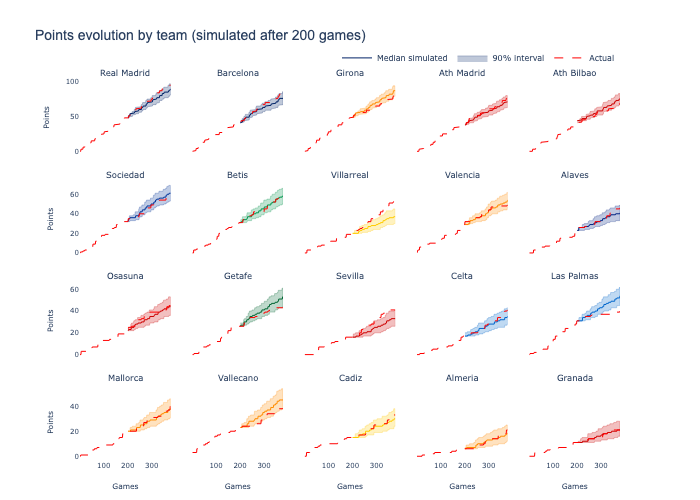 Points evolution by team (simulated after 200 games)
Median simulated 90% interval Actual
Real Madrid Barcelona Girona Ath Madrid Ath Bilbao
100
50
0
Points
Sociedad Betis Villarreal Valencia Alaves
60
40
20
0
Points
Osasuna Getafe Sevilla Celta Las Palmas
60
40
20
0
Points
Mallorca Vallecano Cadiz Almeria Granada
40
20
0
Points
100 200 300 100 200 300 100 200 300 100 200 300 100 200 300
Games Games Games Games Games